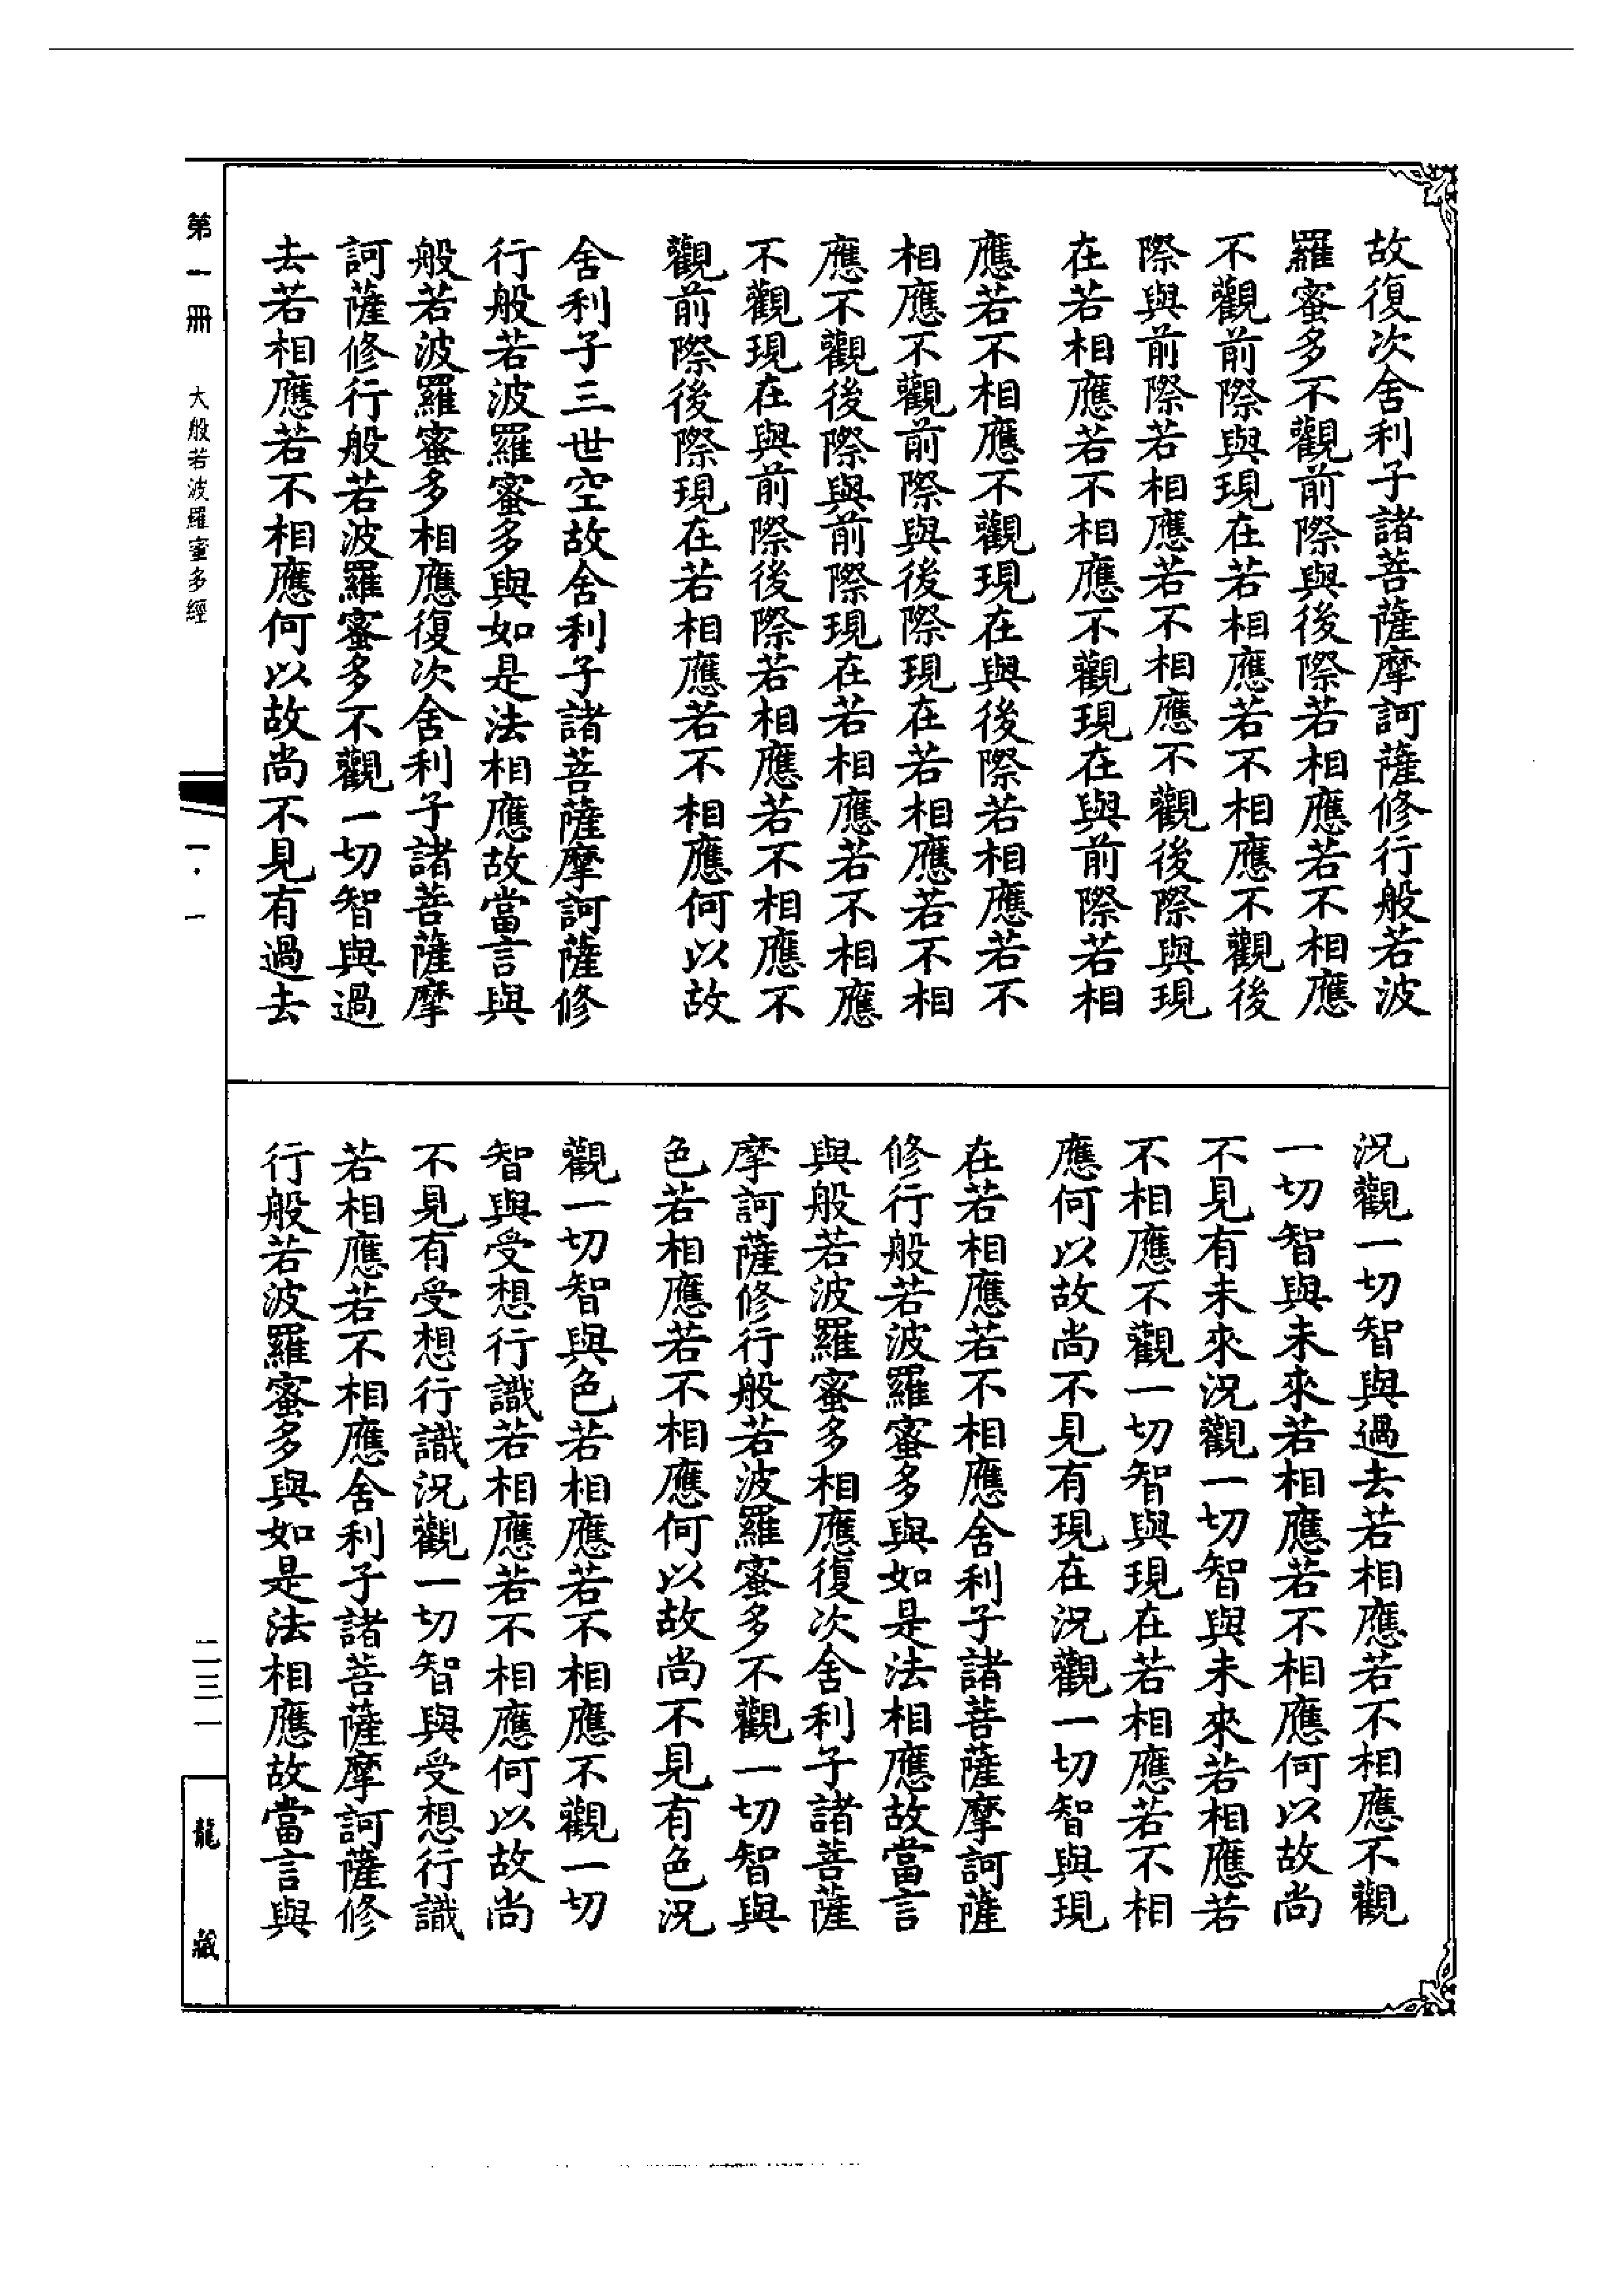 故復次舍利子諸菩薩摩訶薩修行般若波
羅蜜多不觀前際與後際若相應若不相應
不觀前際與現在若相應若不相應不觀後
際與前際若相應若不相應不觀後際與現
在若相應若不相應不觀現在與前際若相
應若不相應不觀現在與後際若相應若不
相應不觀前際與後際現在若相應若不相
應不觀後際與前際現在若相應若不相應
不觀現在與前際後際若相應若不相應不
觀前際後際現在若相應若不相應何以故
舍利子三世空故舍利子諸菩薩摩訶薩修
行般若波羅蜜多與如是法相應故當言與
般若波羅蜜多相應復次舍利子諸菩薩摩
訶薩修行般若波羅蜜多不觀一切智與過
去若相應若不相應何以故尚不見有過去
況觀一切智與過去若相應若不相應不觀
一切智與未來若相應若不相應何以故尚
不見有未來況觀一切智與未來若相應若
不相應不觀一切智與現在若相應若不相
應何以故尚不見有現在況觀一切智與現
在若相應若不相應舍利子諸菩薩摩訶薩
修行般若波羅蜜多與如是法相應故當言
與般若波羅蜜多相應復次舍利子諸菩薩
摩訶薩修行般若波羅蜜多不觀一切智與
色若相應若不相應何以故尚不見有色況
觀一切智與色若相應若不相應不觀一切
智與受想行識若相應若不相應何以故尚
不見有受想行識況觀一切智與受想行識
若相應若不相應舍利子諸菩薩摩訶薩修
行般若波羅蜜多與如是法相應故當言與
第一冊 大般若波羅蜜多經
一·一
二三一
龍藏